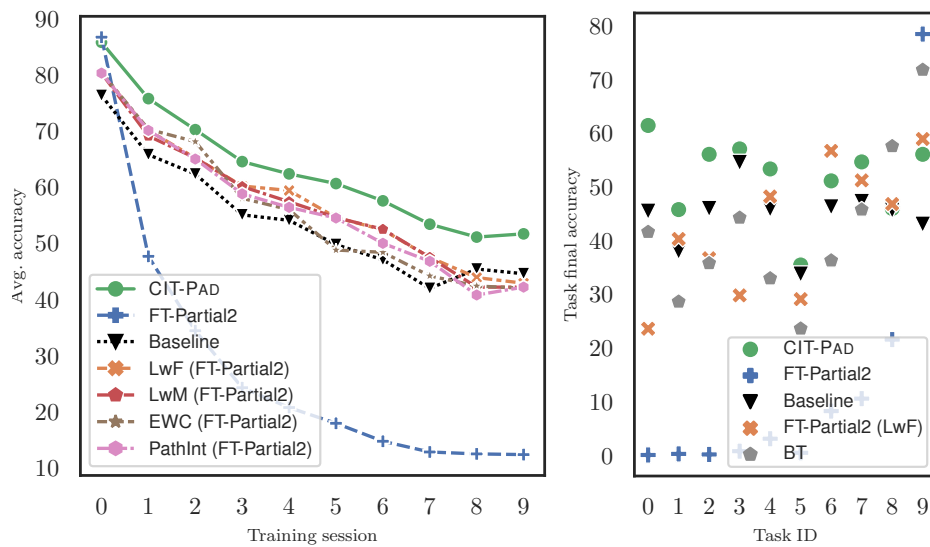 90
80
70
60
50
40
30
20
10
Avg. accuracy
CIT-PAD
FT-Partial2
Baseline
LwF (FT-Partial2)
LwM (FT-Partial2)
EWC (FT-Partial2)
PathInt (FT-Partial2)
0 1 2 3 4 5 6 7 8 9
Training session
80
70
60
50
40
30
20
10
0
Task final accuracy
CIT-PAD
FT-Partial2
Baseline
FT-Partial2 (LwF)
BT
0 1 2 3 4 5 6 7 8 9
Task ID